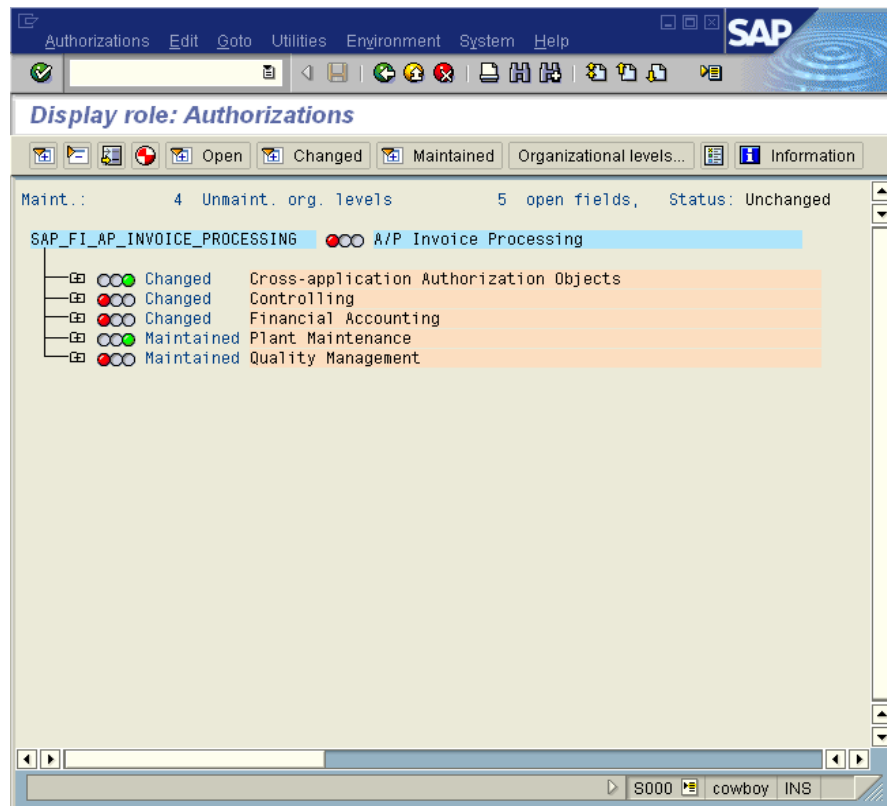 Authorizations Edit Goto Utilities Environment System Help
SAP
Display role: Authorizations
Open Changed Maintained Organizational levels... Information
Maint.: 4 Unmaint. org. levels 5 open fields, Status: Unchanged
SAP_FI_AP_INVOICE_PROCESSING A/P Invoice Processing
Changed Cross-application Authorization Objects
Changed Controlling
Changed Financial Accounting
Maintained Plant Maintenance
Maintained Quality Management
S000 cowboy INS